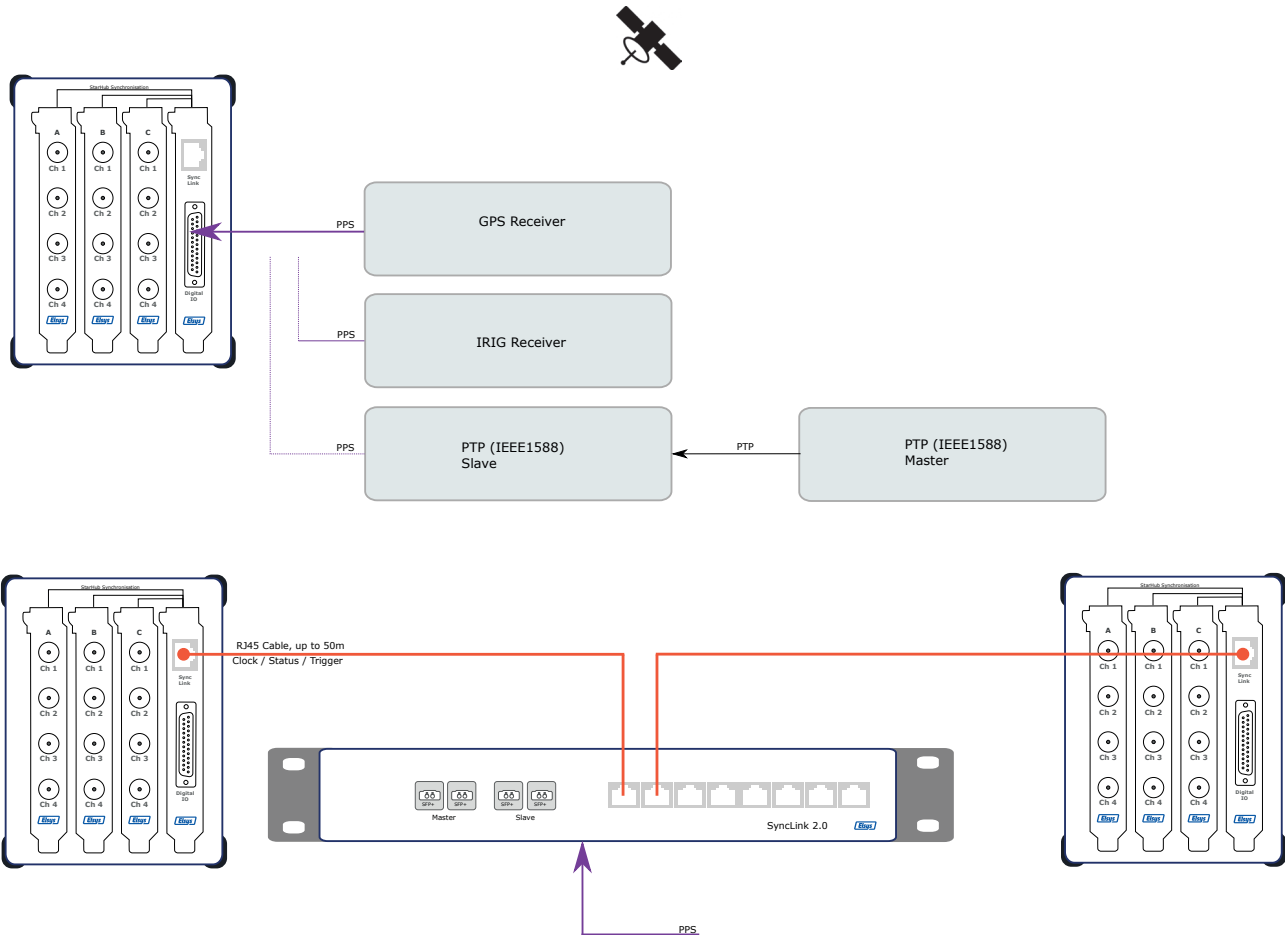 StarHub Synchronisation
A
B
C
Ch 1
Ch 1
Ch 1
Sync
Link
Ch 2
Ch 2
Ch 2
Ch 3
Ch 3
Ch 3
Digital
IO
Ch 4
Ch 4
Ch 4
Elsys
Elsys
Elsys
Elsys
PPS
GPS Receiver
PPS
IRIG Receiver
PPS
PTP (IEEE1588)
Slave
PTP
PTP (IEEE1588)
Master
StarHub Synchronisation
A
B
C
Ch 1
Ch 1
Ch 1
Sync
Link
Ch 2
Ch 2
Ch 2
Ch 3
Ch 3
Ch 3
Digital
IO
Ch 4
Ch 4
Ch 4
Elsys
Elsys
Elsys
Elsys
RJ45 Cable, up to 50m
Clock / Status / Trigger
SFP+
SFP+
SFP+
SFP+
Master
Slave
SyncLink 2.0
Elsys
PPS
StarHub Synchronisation
A
B
C
Ch 1
Ch 1
Ch 1
Sync
Link
Ch 2
Ch 2
Ch 2
Ch 3
Ch 3
Ch 3
Digital
IO
Ch 4
Ch 4
Ch 4
Elsys
Elsys
Elsys
Elsys